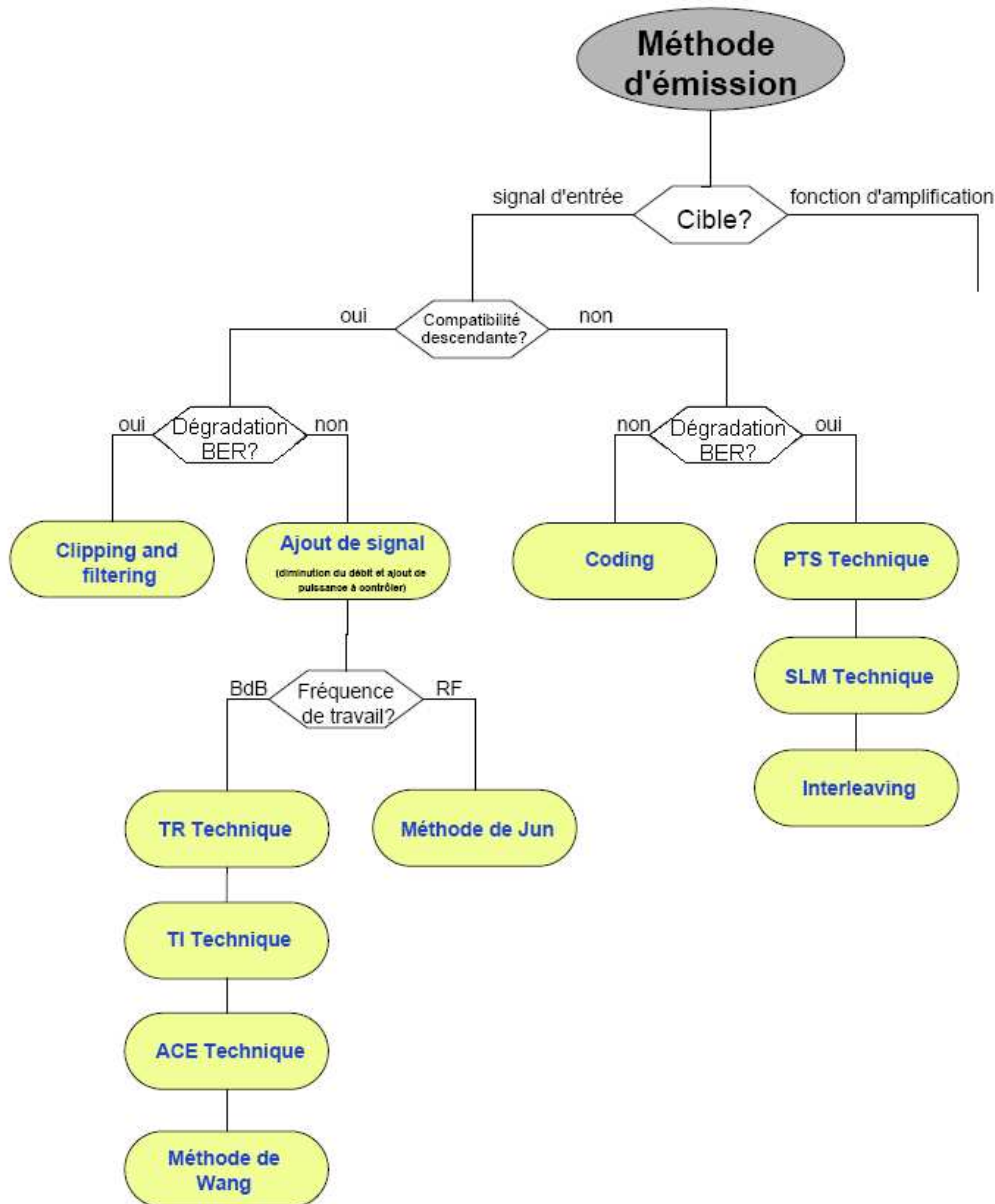 Méthode
d'émission
signal d'entrée
Cible?
fonction d'amplification
oui
Compatibilité
descendante?
non
oui
Dégradation
BER?
non
non
Dégradation
BER?
oui
Clipping and
filtering
Ajout de signal
(diminution du débit et ajout de
puissance à contrôler)
Coding
PTS Technique
SLM Technique
Interleaving
BdB
Fréquence
de travail?
RF
TR Technique
Méthode de Jun
TI Technique
ACE Technique
Méthode de
Wang